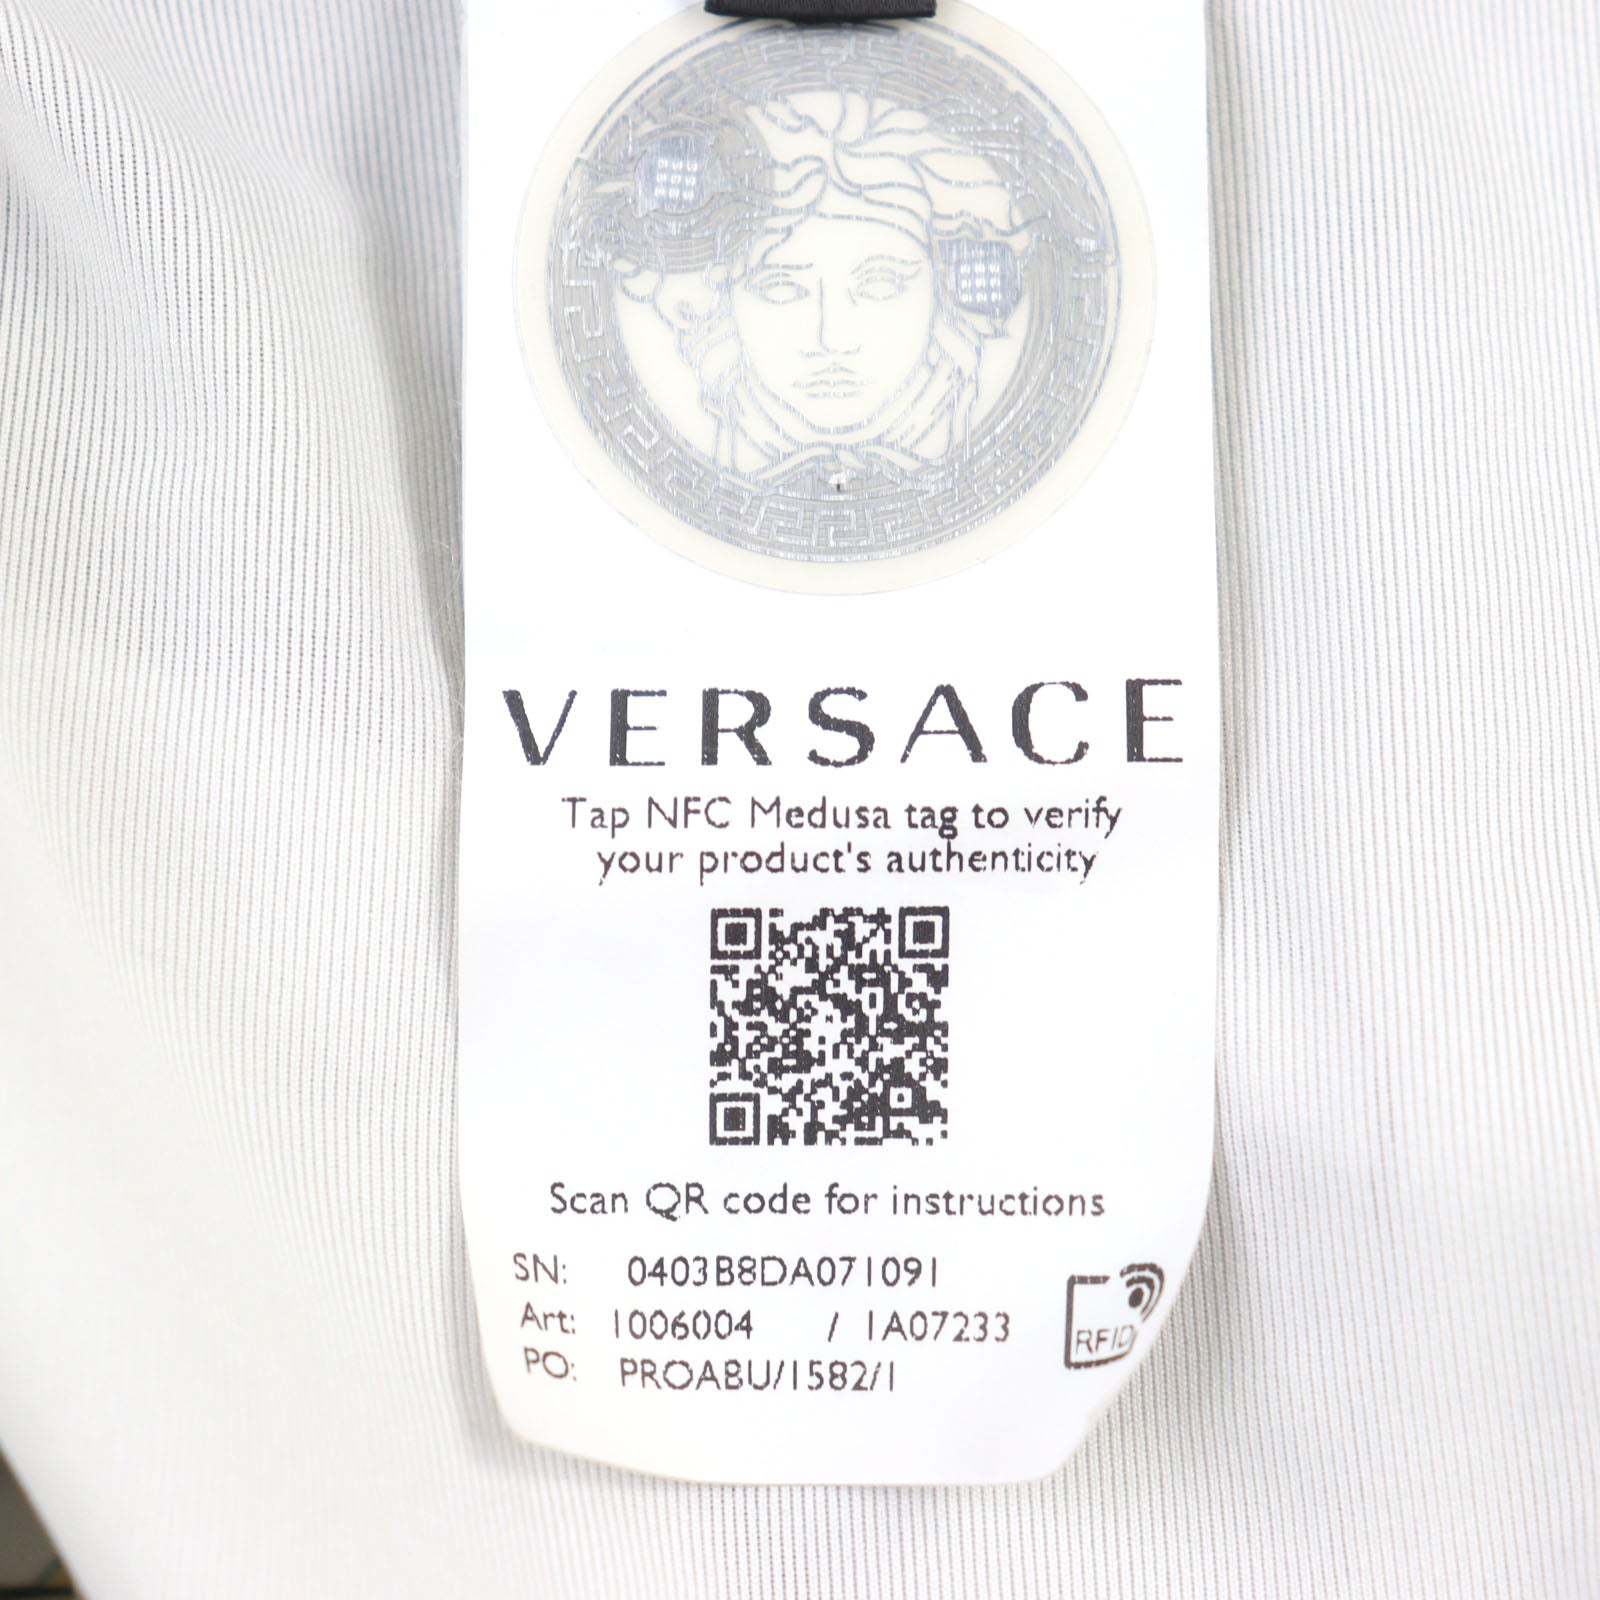 VERSACE
Tap NFC Medusa tag to verify
your product's authenticity
Scan QR code for instructions
SN: 0403B8DA071091
Art: 1006004 / 1A07233
PO: PROABU/1582/1
RFID